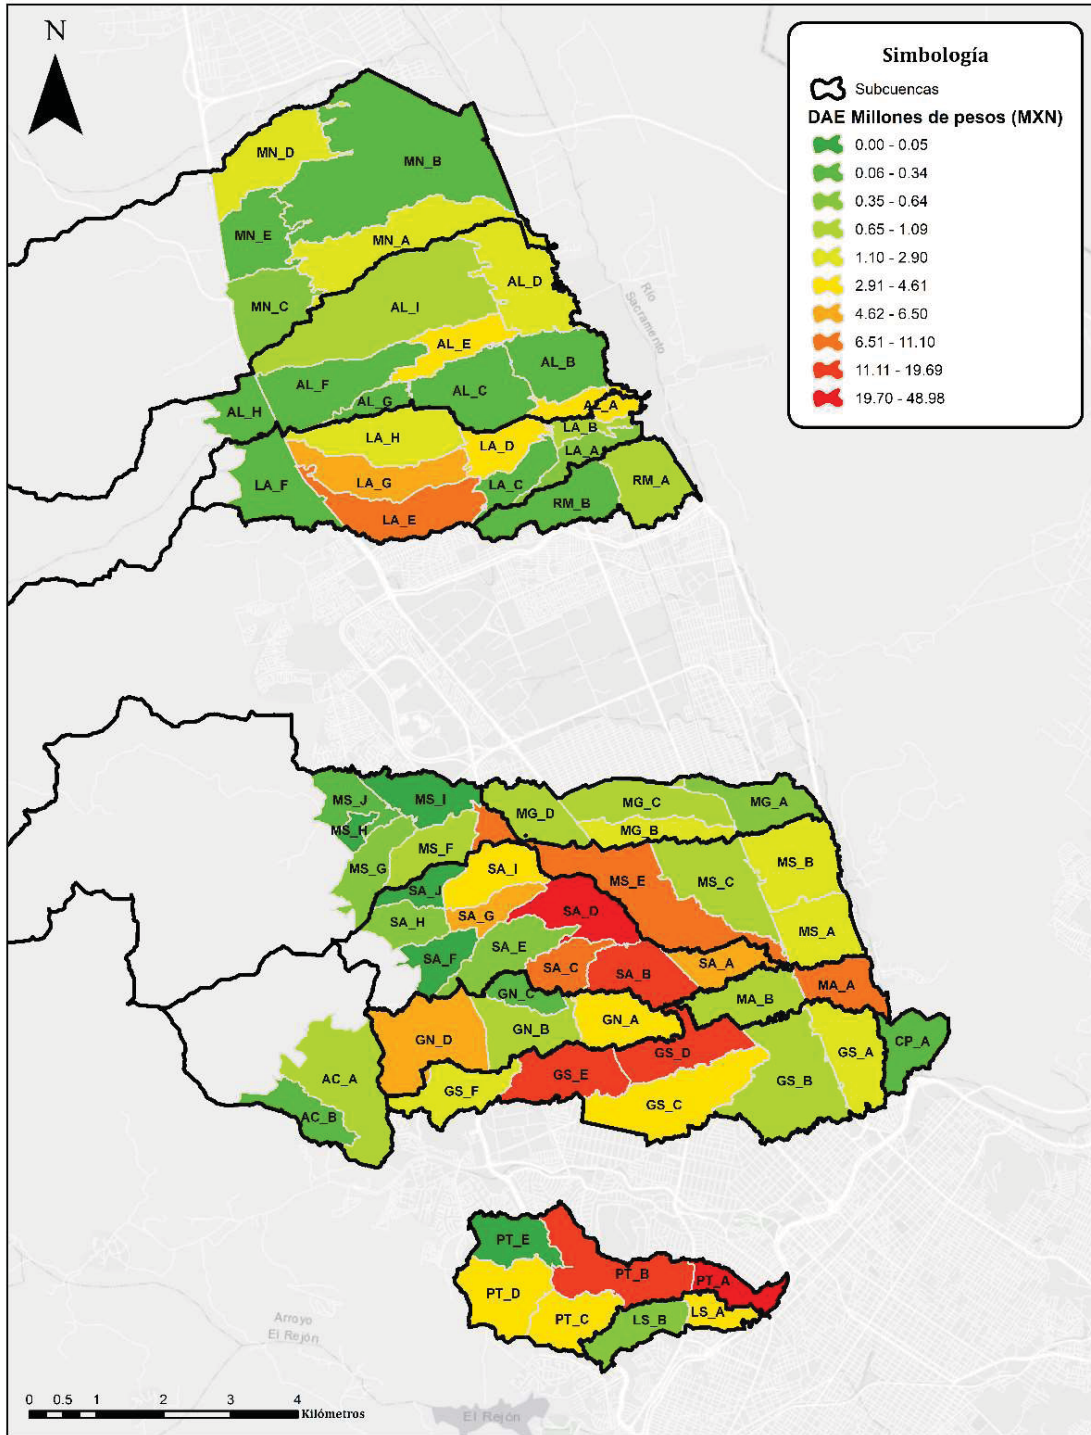 N
Simbología
Subcuencas
DAE Millones de pesos (MXN)
0.00 - 0.05
0.06 - 0.34
0.35 - 0.64
0.65 - 1.09
1.10 - 2.90
2.91 - 4.61
4.62 - 6.50
6.51 - 11.10
11.11 - 19.69
19.70 - 48.98
MN_D
MN_B
MN_E
MN_A
MN_C
AL_I
AL_D
Río
Sacramento
AL_E
AL_B
AL_F
AL_C
AL_G
AL_H
AL_A
LA_B
LA_H
LA_D
LA_A
LA_G
LA_C
LA_F
RM_A
RM_B
LA_E
MS_J
MS_I
MG_D
MG_C
MG_A
MS_H
MG_B
MS_F
MS_G
SA_I
MS_B
MS_E
MS_C
SA_J
SA_H
SA_G
SA_D
MS_A
SA_E
SA_F
SA_C
SA_B
SA_A
MA_A
GN_C
MA_B
GN_A
GN_B
GN_D
CP_A
GS_D
GS_A
GS_E
AC_A
GS_B
GS_F
GS_C
AC_B
PT_E
PT_B
PT_A
PT_D
PT_C
LS_B
LS_A
Arroyo
El Rejón
0 0.5 1 2 3 4
Kilómetros
El Rejón